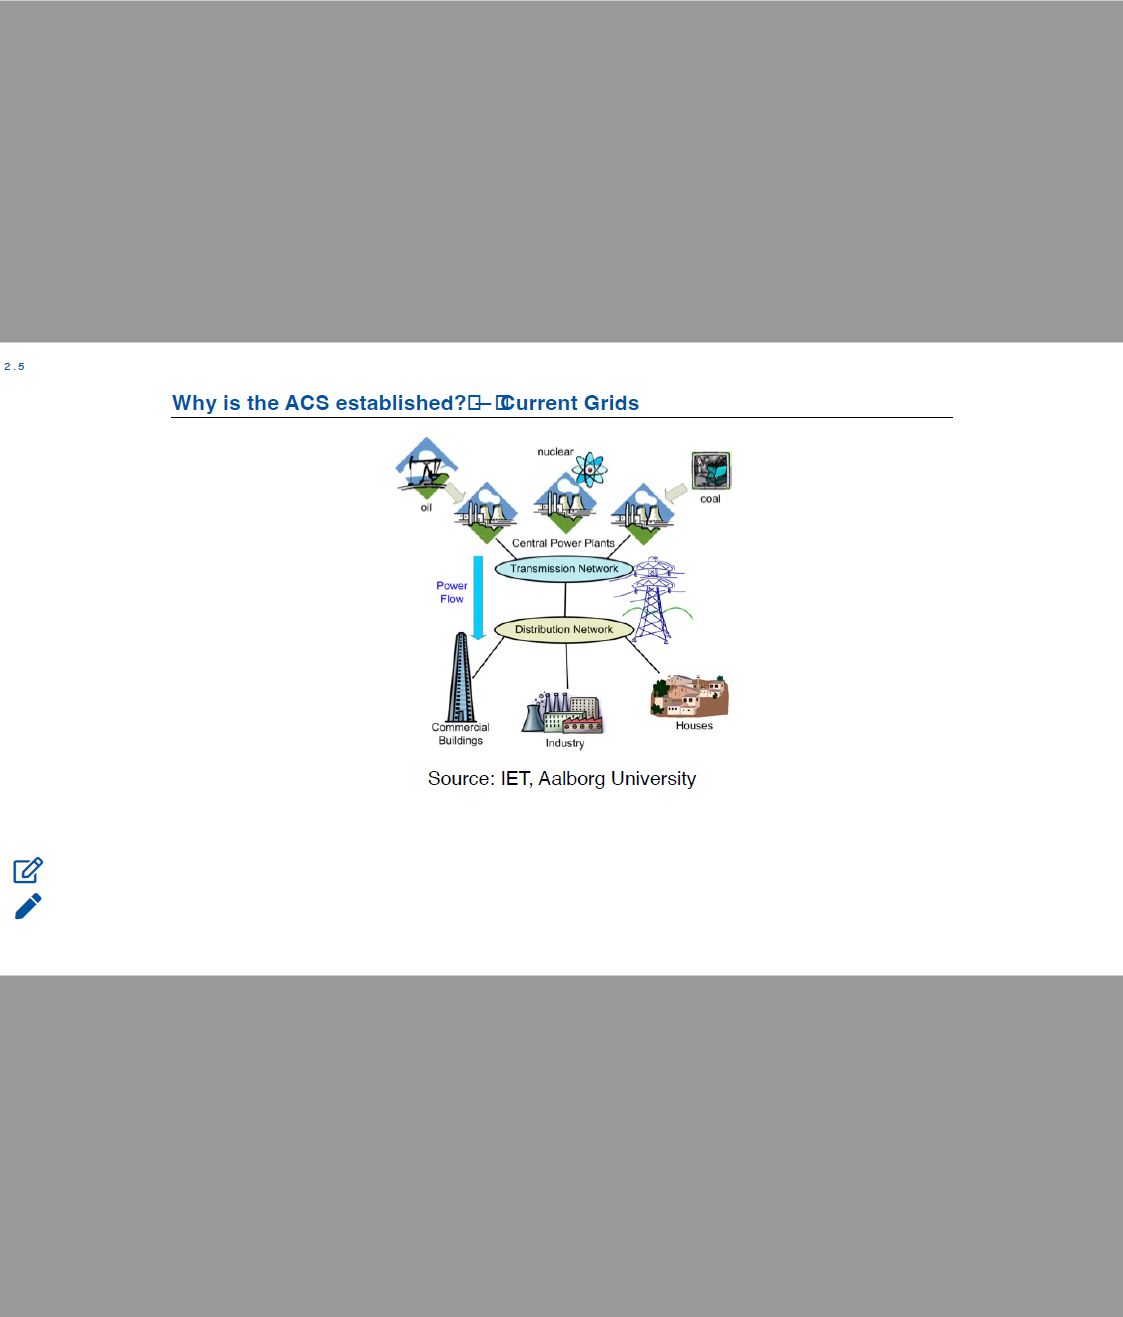 2.5
Why is the ACS established? — Current Grids
nuclear
oil
coal
Central Power Plants
Transmission Network
Power
Flow
Distribution Network
Commercial
Buildings
Industry
Houses
Source: IET, Aalborg University